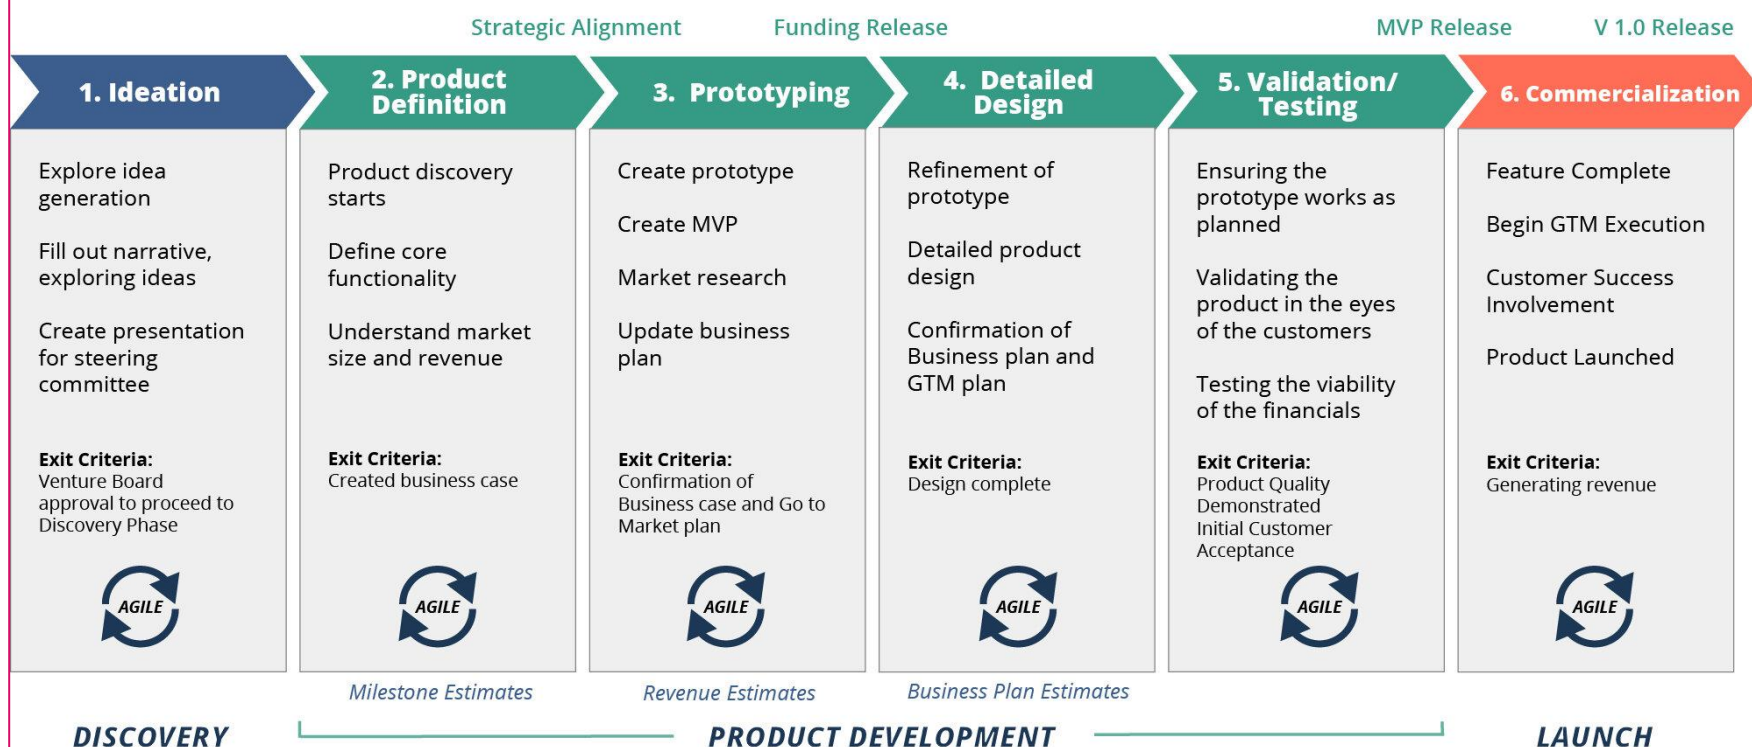 Strategic Alignment
Funding Release
MVP Release
V 1.0 Release
1. Ideation
2. Product
Definition
3. Prototyping
4. Detailed
Design
5. Validation/
Testing
6. Commercialization
Explore idea
generation
Fill out narrative,
exploring ideas
Create presentation
for steering
committee
Exit Criteria:
Venture Board
approval to proceed to
Discovery Phase
AGILE
Product discovery
starts
Define core
functionality
Understand market
size and revenue
Exit Criteria:
Created business case
AGILE
Create prototype
Create MVP
Market research
Update business
plan
Exit Criteria:
Confirmation of
Business case and Go to
Market plan
AGILE
Refinement of
prototype
Detailed product
design
Confirmation of
Business plan and
GTM plan
Exit Criteria:
Design complete
AGILE
Ensuring the
prototype works as
planned
Validating the
product in the eyes
of the customers
Testing the viability
of the financials
Exit Criteria:
Product Quality
Demonstrated
Initial Customer
Acceptance
AGILE
Feature Complete
Begin GTM Execution
Customer Success
Involvement
Product Launched
Exit Criteria:
Generating revenue
AGILE
Milestone Estimates
Revenue Estimates
Business Plan Estimates
DISCOVERY
PRODUCT DEVELOPMENT
LAUNCH